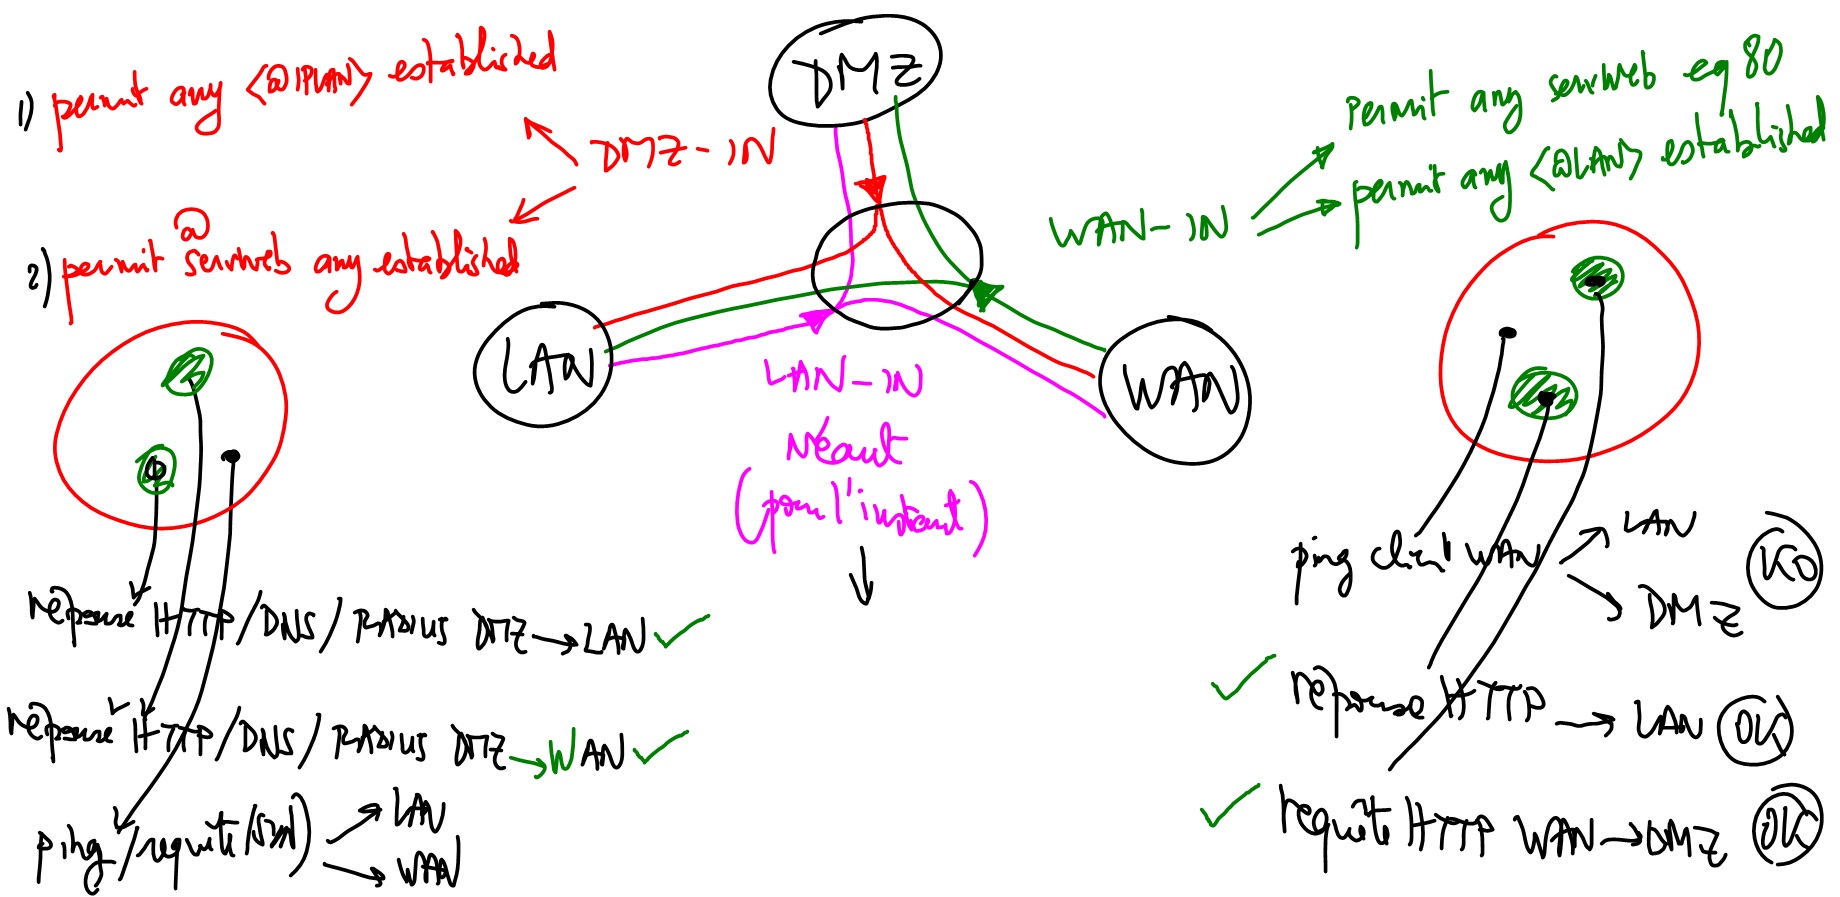 1) permit any <@IPLAN> established
DMZ-IN
2) permit @ servweb any established
DMZ
LAN
WAN
LAN-IN
Néant
(pour l'instant)
WAN-IN
Permit any servweb eq 80
permit any <@LAN> established
réponse HTTP/DNS/RADIUS DMZ→LAN ✓
réponse HTTP/DNS/RADIUS DMZ→WAN ✓
ping/requête (SYN) → LAN
→ WAN
ping client WAN → LAN KO
→ DMZ
✓ réponse HTTP → LAN OK
✓ requête HTTP WAN→DMZ OK